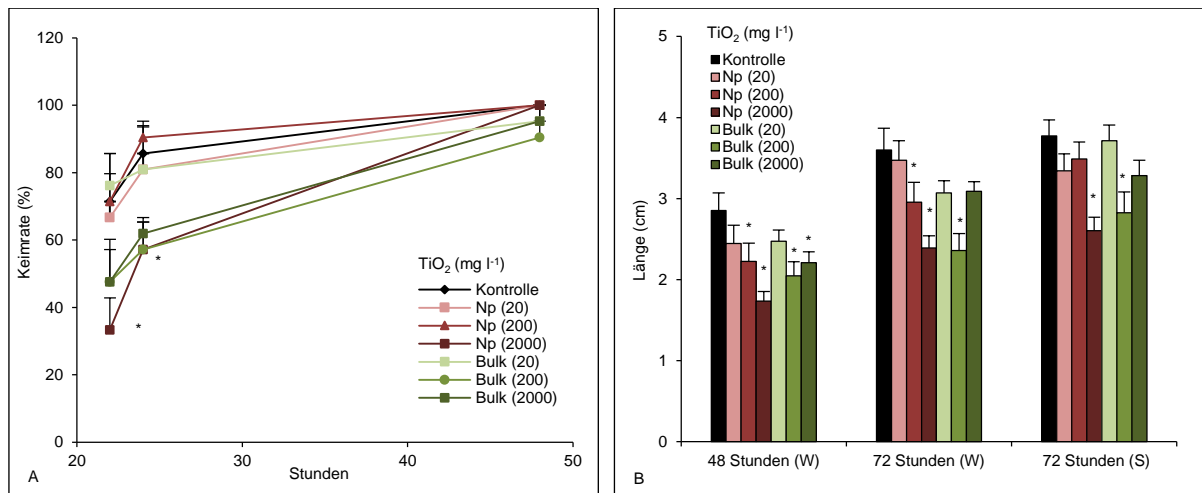 120
100
80
60
40
20
0
Keimrate (%)
20
30
40
50
Stunden
A
TiO₂ (mg l⁻¹)
Kontrolle
Np (20)
Np (200)
Np (2000)
Bulk (20)
Bulk (200)
Bulk (2000)
*
*
5
4
3
2
1
0
Länge (cm)
TiO₂ (mg l⁻¹)
Kontrolle
Np (20)
Np (200)
Np (2000)
Bulk (20)
Bulk (200)
Bulk (2000)
* * * *
* * *
* *
48 Stunden (W)
72 Stunden (W)
72 Stunden (S)
B